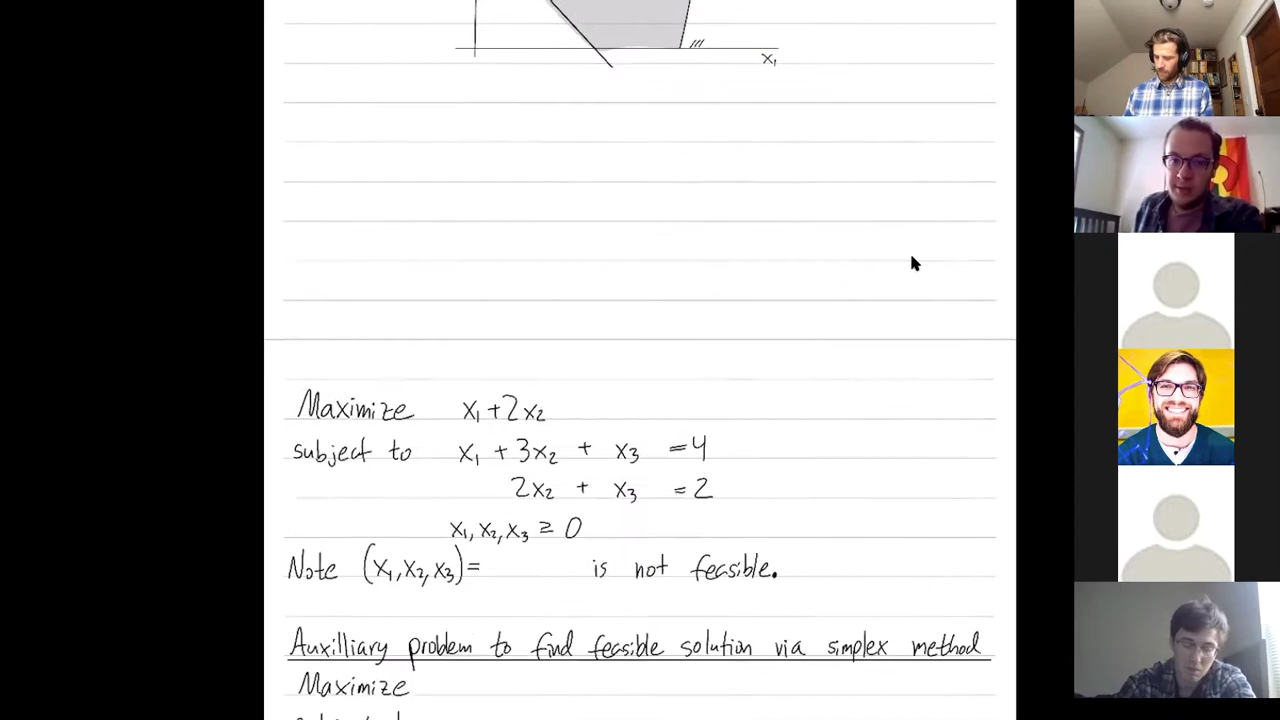 x₁
Maximize x₁ + 2x₂
subject to x₁ + 3x₂ + x₃ = 4
2x₂ + x₃ = 2
x₁, x₂, x₃ ≥ 0
Note (x₁, x₂, x₃) = is not feasible.
Auxilliary problem to find feasible solution via simplex method
Maximize